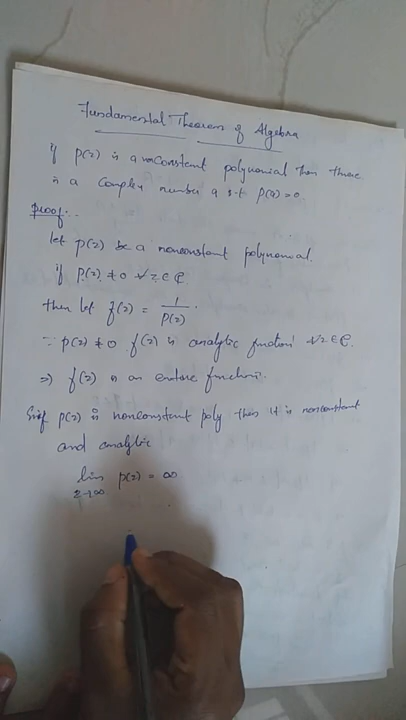 Fundamental Theorem of Algebra
If p(z) is a nonconstant polynomial then there
is a complex number a s.t p(a)=0.
Proof:.
let p(z) be a nonconstant polynomial.
if p(z) ≠ 0 ∀ z ∈ ℂ
then let f(z) = 1/p(z).
∵ p(z) ≠ 0 f(z) is analytic function ∀ z ∈ ℂ.
⇒) f(z) is an entire function.
p(z) is nonconstant poly then it is nonconstant
and analytic
lim z→∞ p(z) = ∞